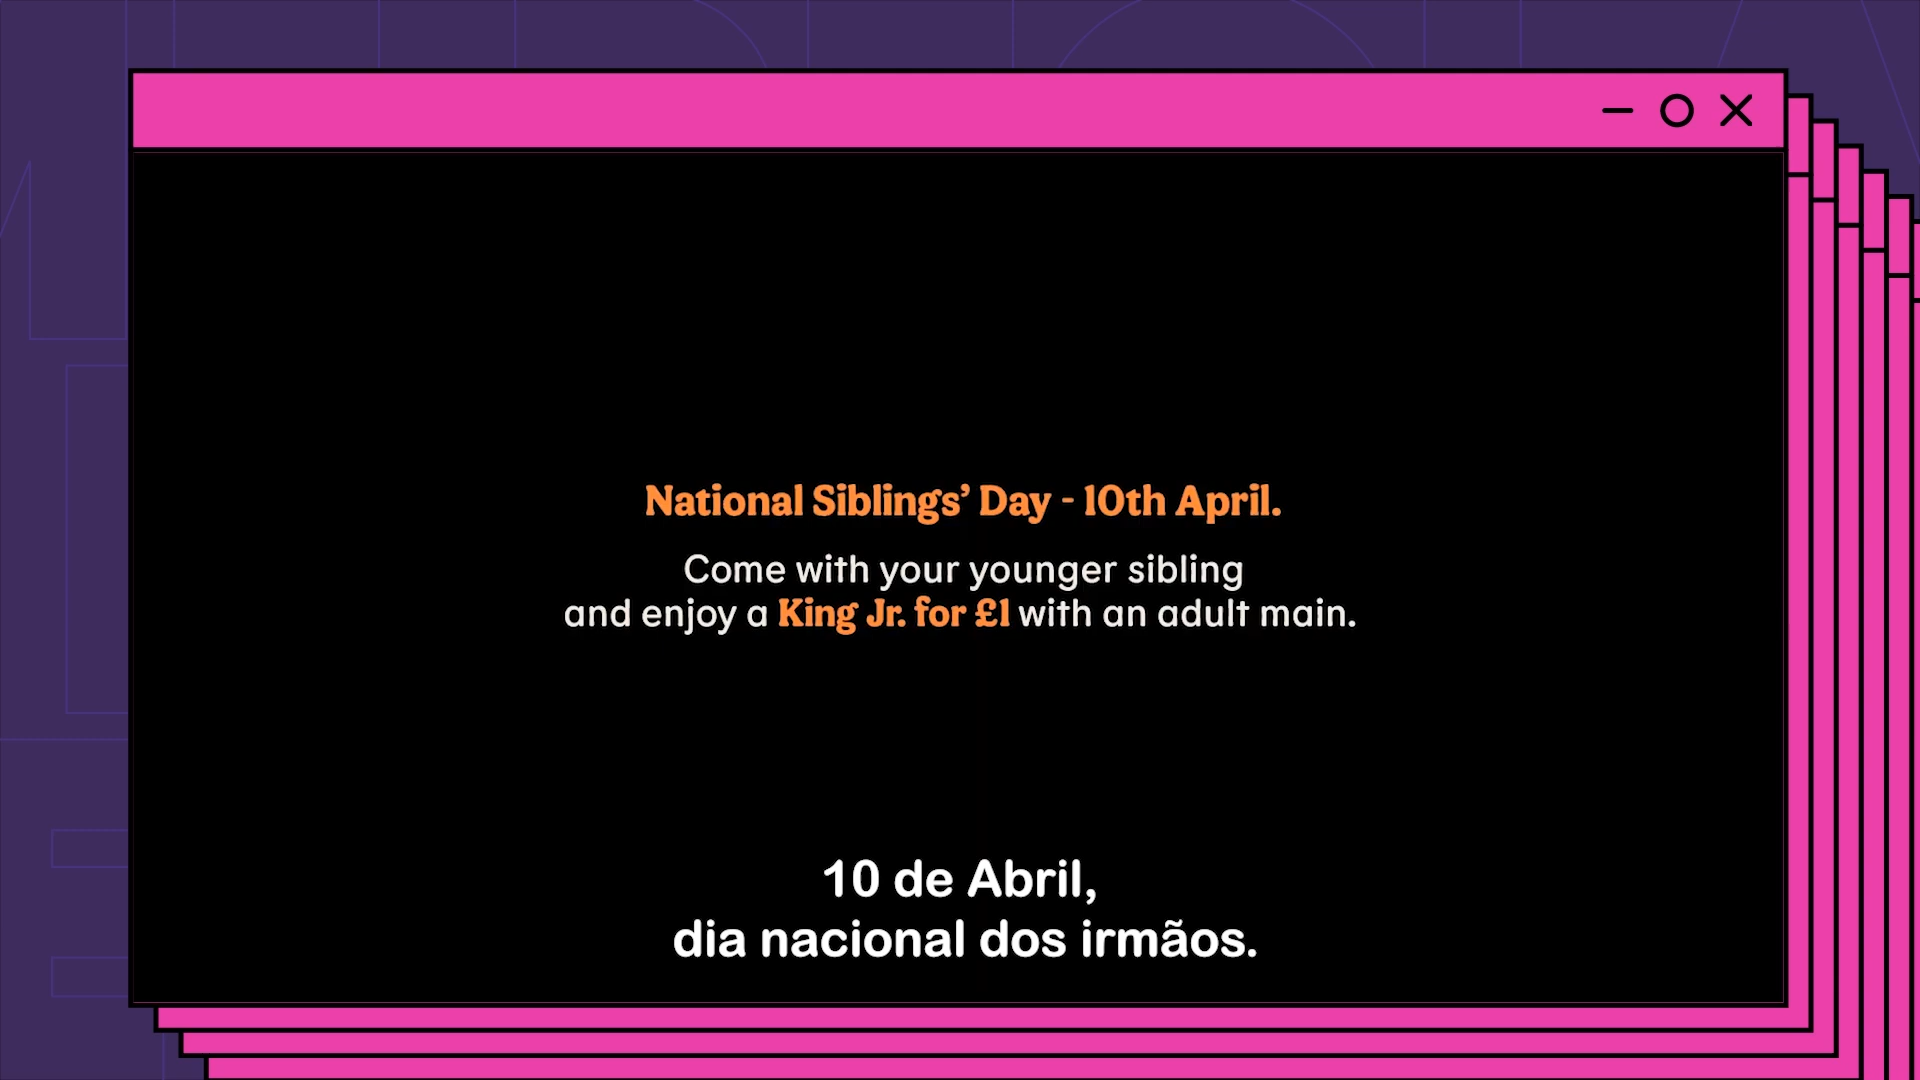 National Siblings’ Day - 10th April.
Come with your younger sibling
and enjoy a King Jr. for £1 with an adult main.
10 de Abril,
dia nacional dos irmãos.